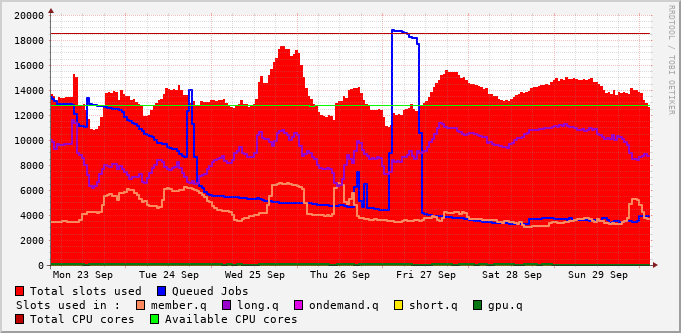 20000
18000
16000
14000
12000
10000
8000
6000
4000
2000
0
Mon 23 Sep Tue 24 Sep Wed 25 Sep Thu 26 Sep Fri 27 Sep Sat 28 Sep Sun 29 Sep
Total slots used Queued Jobs
Slots used in : member.q long.q ondemand.q short.q gpu.q
Total CPU cores Available CPU cores
RRDTOOL / TOBI OETIKER